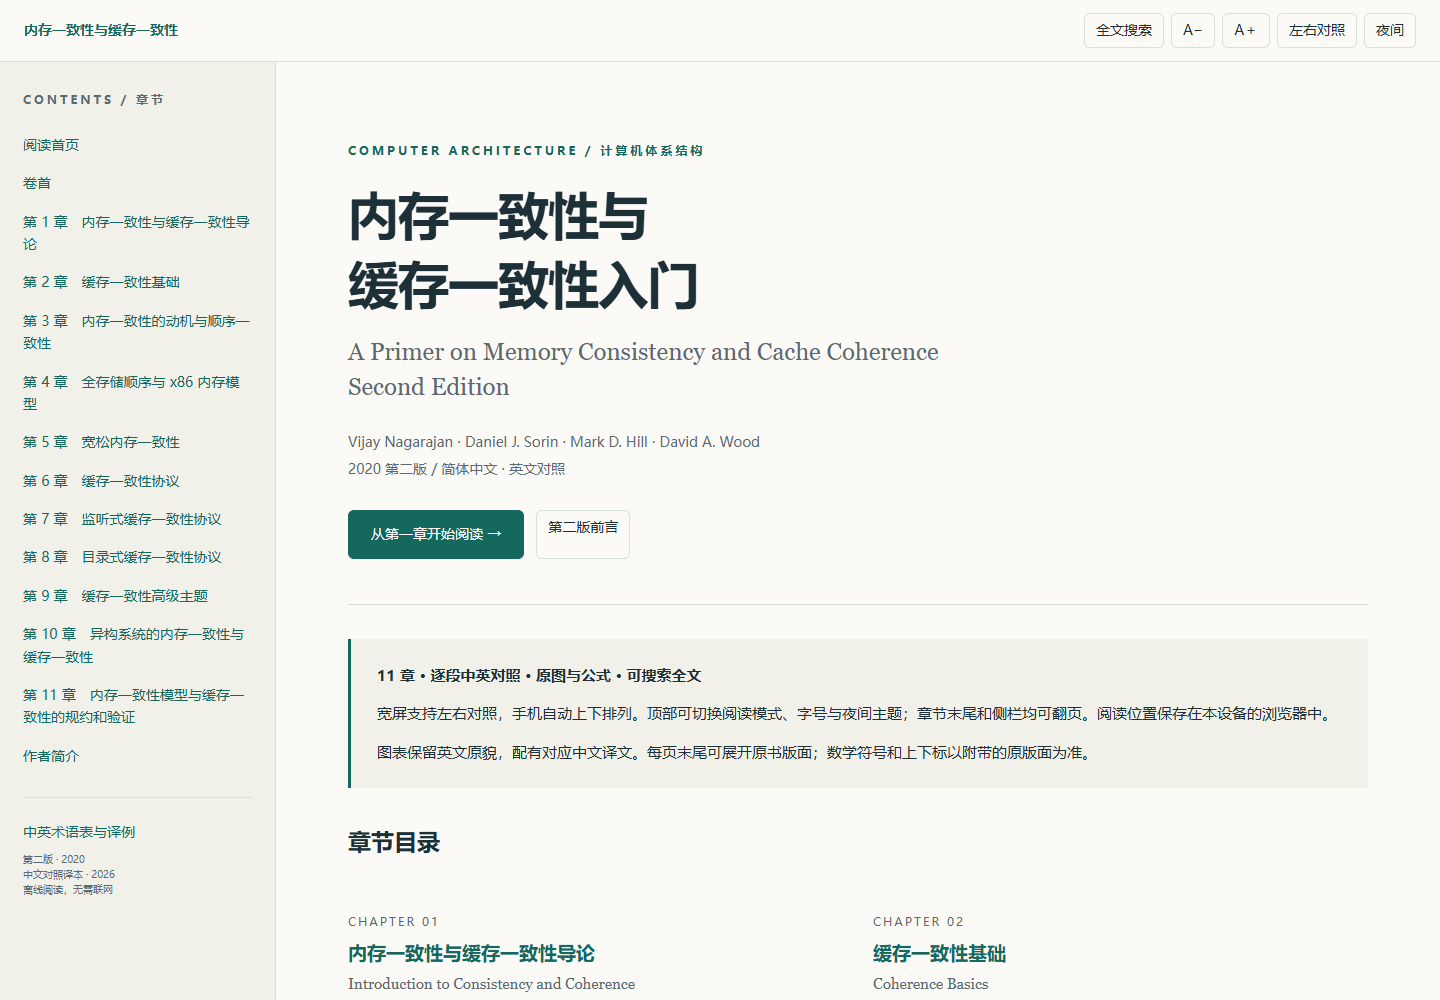 内存一致性与缓存一致性
全文搜索
A−
A+
左右对照
夜间
CONTENTS / 章节
阅读首页
卷首
第 1 章　内存一致性与缓存一致性导
论
第 2 章　缓存一致性基础
第 3 章　内存一致性的动机与顺序一
致性
第 4 章　全存储顺序与 x86 内存模
型
第 5 章　宽松内存一致性
第 6 章　缓存一致性协议
第 7 章　监听式缓存一致性协议
第 8 章　目录式缓存一致性协议
第 9 章　缓存一致性高级主题
第 10 章　异构系统的内存一致性与
缓存一致性
第 11 章　内存一致性模型与缓存一
致性的规约和验证
作者简介
中英术语表与译例
第二版 · 2020
中文对照译本 · 2026
离线阅读，无需联网
COMPUTER ARCHITECTURE / 计算机体系结构
内存一致性与
缓存一致性入门
A Primer on Memory Consistency and Cache Coherence
Second Edition
Vijay Nagarajan · Daniel J. Sorin · Mark D. Hill · David A. Wood
2020 第二版 / 简体中文 · 英文对照
从第一章开始阅读 →
第二版前言
11 章 • 逐段中英对照 • 原图与公式 • 可搜索全文
宽屏支持左右对照，手机自动上下排列。顶部可切换阅读模式、字号与夜间主题；章节末尾和侧栏均可翻页。阅读位置保存在本设备的浏览器中。
图表保留英文原貌，配有对应中文译文。每页末尾可展开原书版面；数学符号和上下标以附带的原版面为准。
章节目录
CHAPTER 01
内存一致性与缓存一致性导论
Introduction to Consistency and Coherence
CHAPTER 02
缓存一致性基础
Coherence Basics